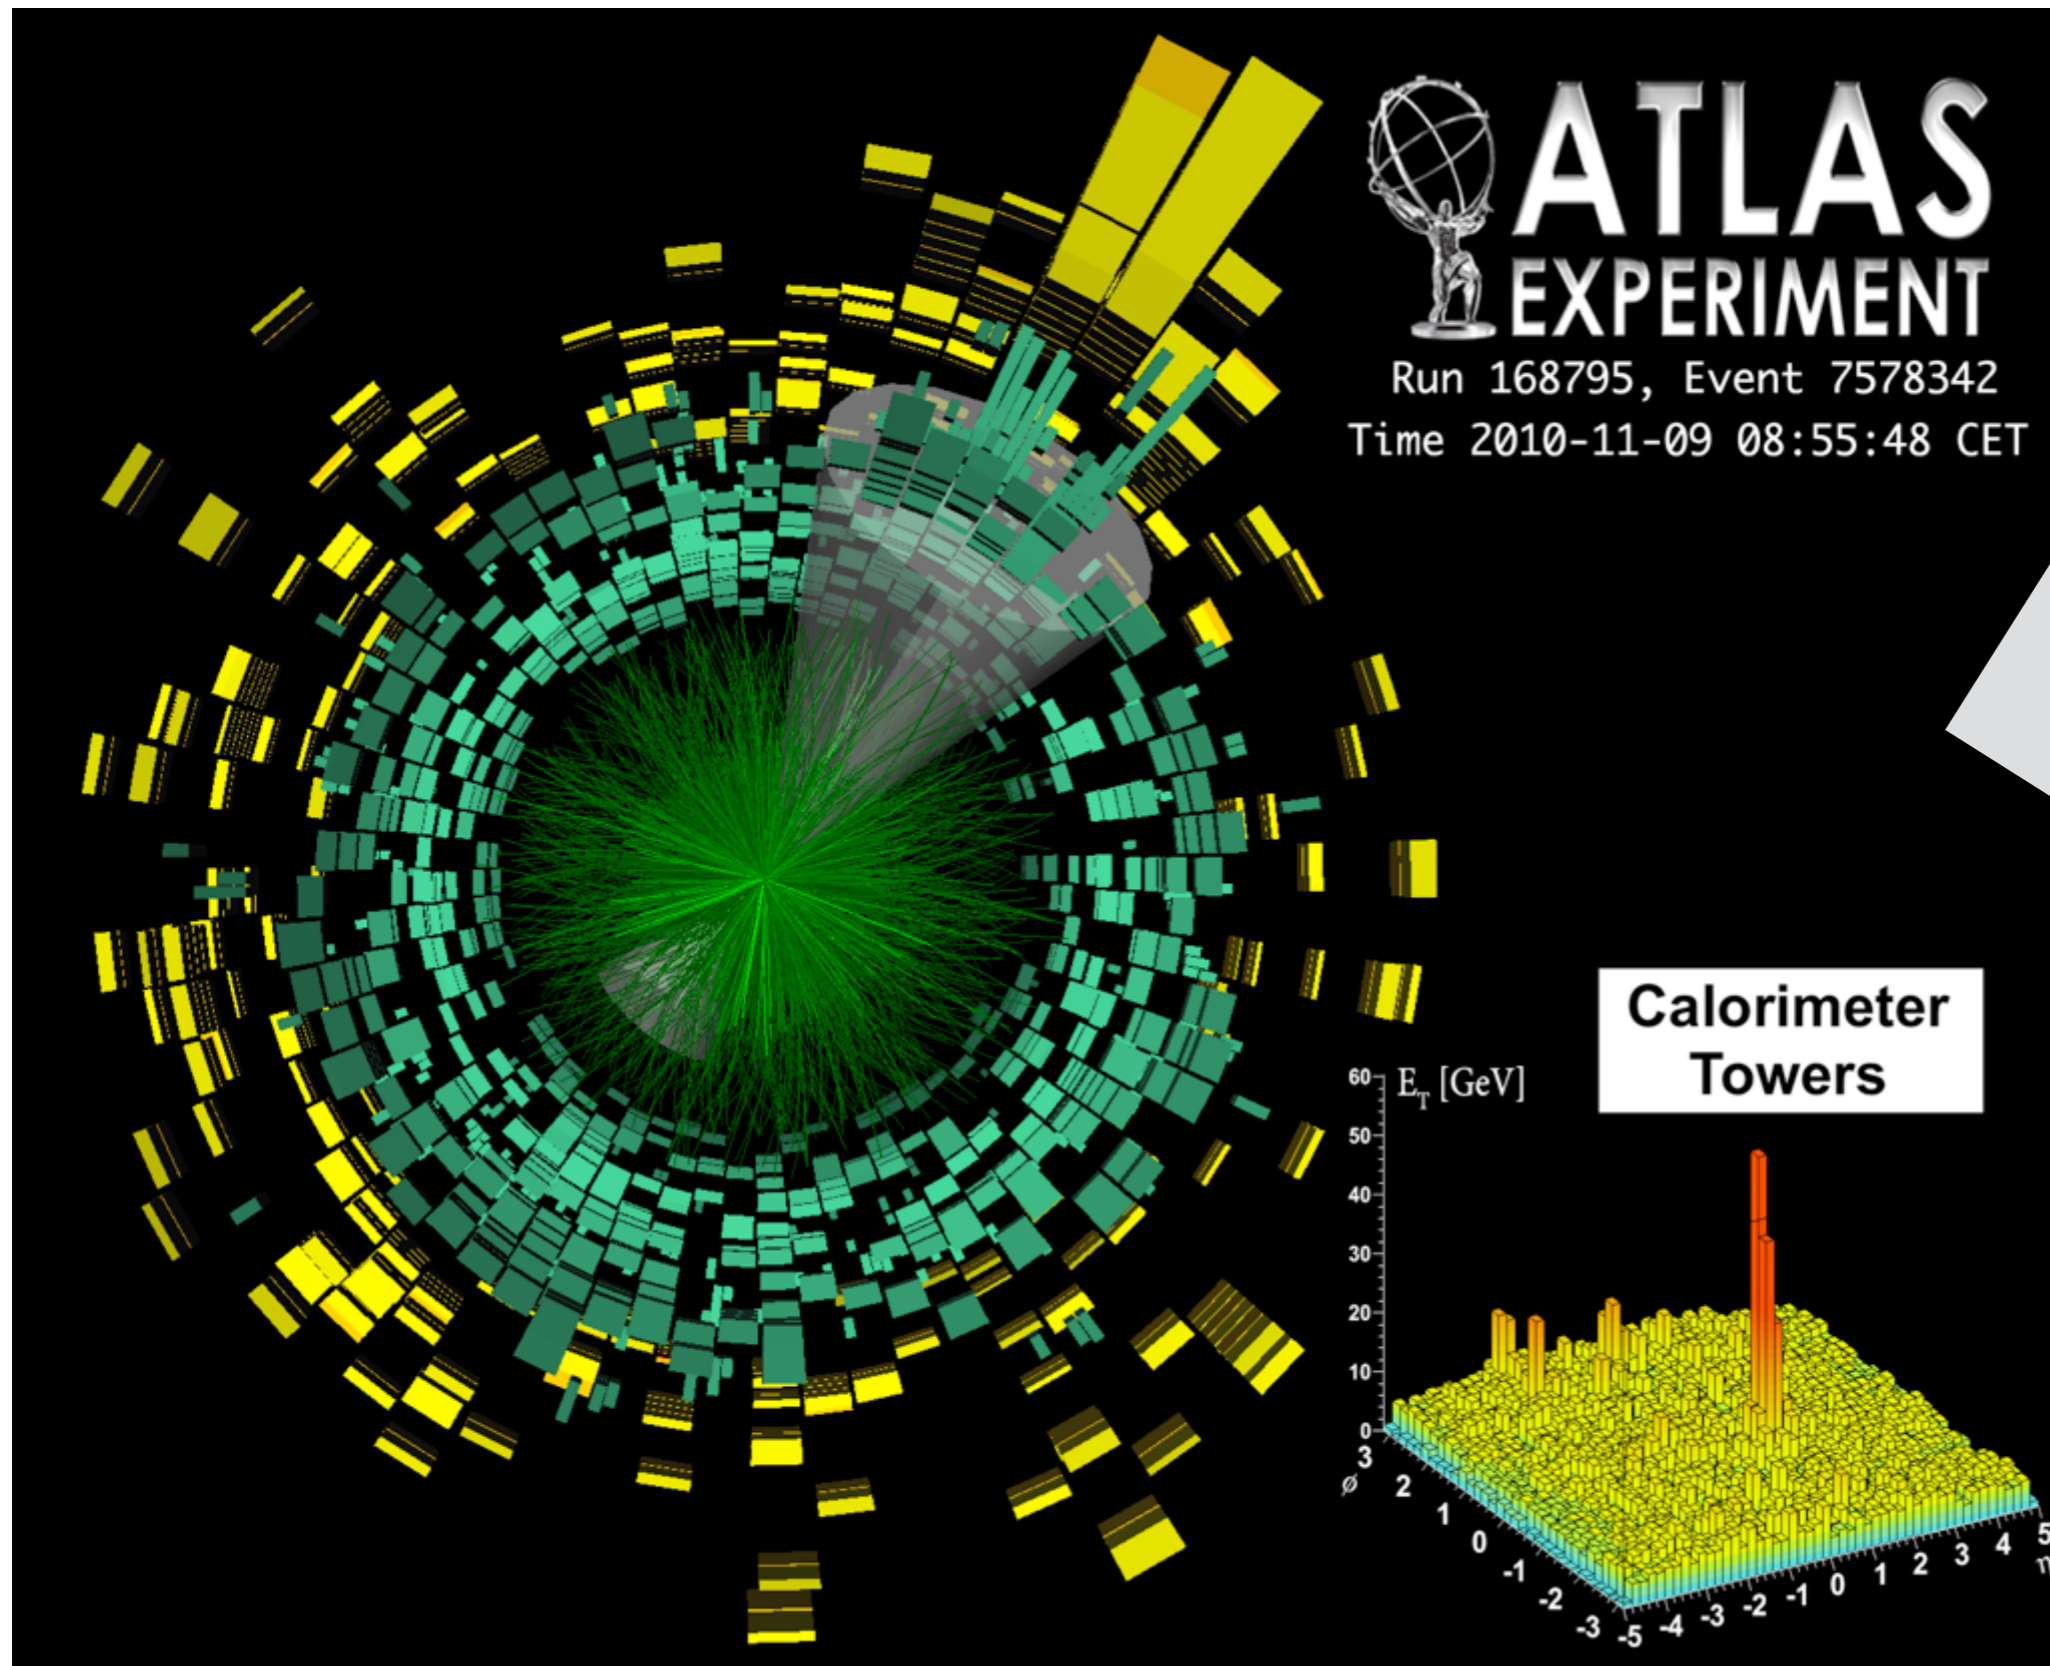 ATLAS
EXPERIMENT
Run 168795, Event 7578342
Time 2010-11-09 08:55:48 CET
Calorimeter
Towers
60
E_T [GeV]
50
40
30
20
10
0
3
ø
2
1
0
-1
-2
-3
-5
-4
-3
-2
-1
0
1
2
3
4
5
η